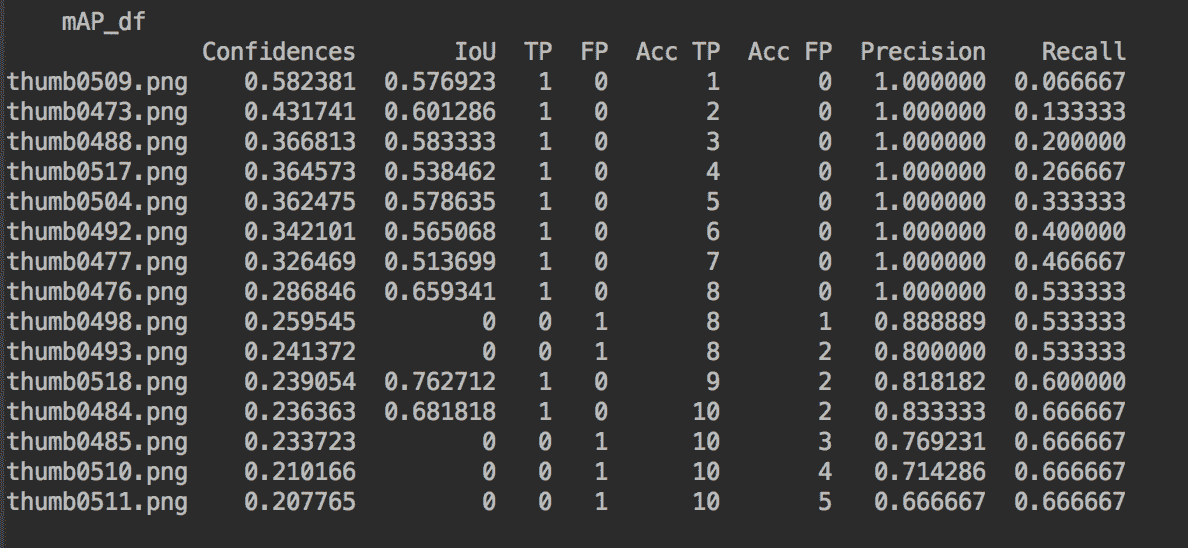 mAP_df
Confidences IoU TP FP Acc TP Acc FP Precision Recall
thumb0509.png 0.582381 0.576923 1 0 1 0 1.000000 0.066667
thumb0473.png 0.431741 0.601286 1 0 2 0 1.000000 0.133333
thumb0488.png 0.366813 0.583333 1 0 3 0 1.000000 0.200000
thumb0517.png 0.364573 0.538462 1 0 4 0 1.000000 0.266667
thumb0504.png 0.362475 0.578635 1 0 5 0 1.000000 0.333333
thumb0492.png 0.342101 0.565068 1 0 6 0 1.000000 0.400000
thumb0477.png 0.326469 0.513699 1 0 7 0 1.000000 0.466667
thumb0476.png 0.286846 0.659341 1 0 8 0 1.000000 0.533333
thumb0498.png 0.259545 0 0 1 8 1 0.888889 0.533333
thumb0493.png 0.241372 0 0 1 8 2 0.800000 0.533333
thumb0518.png 0.239054 0.762712 1 0 9 2 0.818182 0.600000
thumb0484.png 0.236363 0.681818 1 0 10 2 0.833333 0.666667
thumb0485.png 0.233723 0 0 1 10 3 0.769231 0.666667
thumb0510.png 0.210166 0 0 1 10 4 0.714286 0.666667
thumb0511.png 0.207765 0 0 1 10 5 0.666667 0.666667